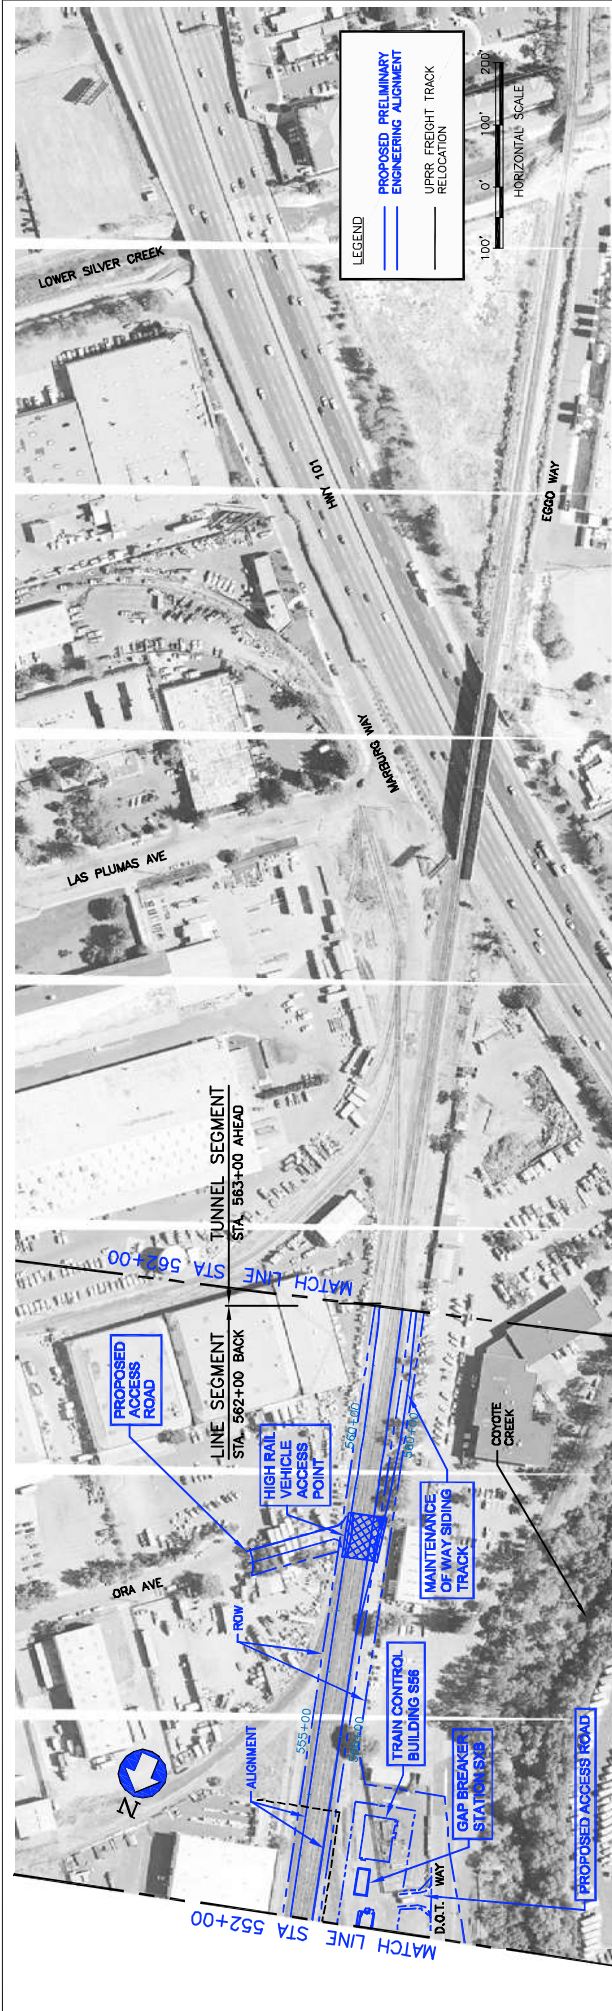 LEGEND
PROPOSED PRELIMINARY
ENGINEERING ALIGNMENT
UPRR FREIGHT TRACK
RELOCATION
100'
0'
100'
200'
HORIZONTAL SCALE
LOWER SILVER CREEK
HWY 101
EGGO WAY
MARBURG WAY
LAS PLUMAS AVE
TUNNEL SEGMENT
STA. 563+00 AHEAD
MATCH LINE STA 562+00
LINE SEGMENT
STA. 562+00 BACK
PROPOSED
ACCESS
ROAD
HIGH RAIL
VEHICLE
ACCESS
POINT
560+00
560+00
MAINTENANCE
OF WAY SIDING
TRACK
COYOTE
CREEK
ORA AVE
ROW
555+00
TRAIN CONTROL
BUILDING S56
GAP BREAKER
STATION SXB
PROPOSED ACCESS ROAD
D.O.T. WAY
ALIGNMENT
N
MATCH LINE STA 552+00